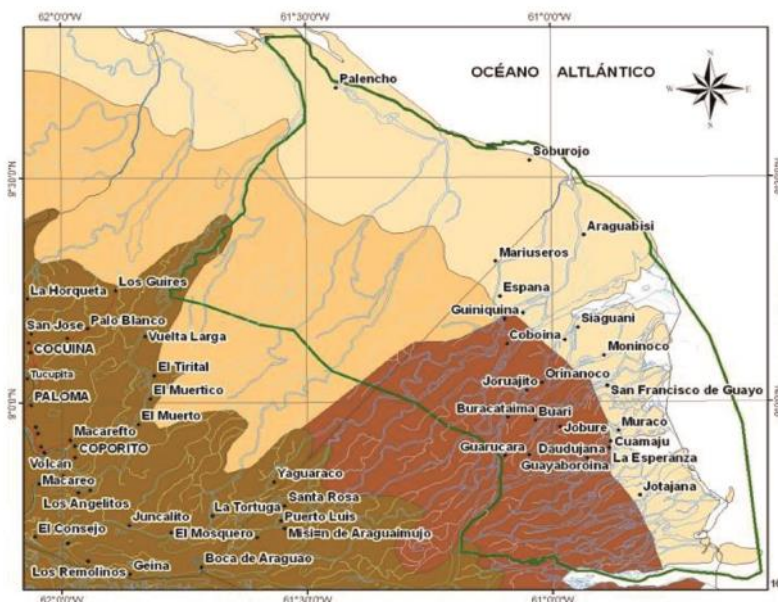 62°0'0"W 61°30'0"W 61°0'0"W
Palencho
OCÉANO ALTLÁNTICO
N
W E
S
Soburojo
Araguabisi
Mariuseros
La Horqueta
Los Guires
Espana
Guiniquina
San Jose
Palo Blanco
Siaguani
Vuelta Larga
Coboina
COCUINA
Moninoco
El Tirital
Tucupita
Orinanoco
Joruajito
San Francisco de Guayo
El Muertico
PALOMA
Buracataima
Buari
El Muerto
Jobure
Muraco
Macarefto
Cuamaju
COPORITO
Guarucara
Daudujana
La Esperanza
Volcán
Guayaboroina
Yaguaraco
Macareo
Jotajana
Los Angelitos
Santa Rosa
La Tortuga
Juncalito
Puerto Luis
El Consejo
El Mosquero
Misi=n de Araguaimujo
Boca de Araguao
Geina
Los Remolinos
62°0'0"W 61°30'0"W 61°0'0"W